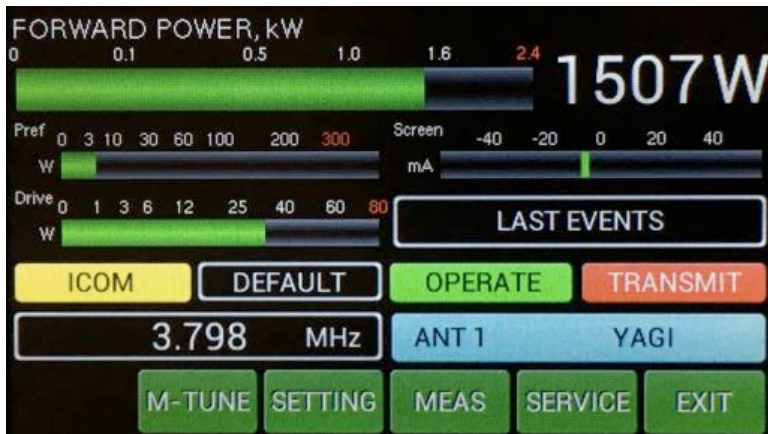 FORWARD POWER, kW
0 0.1 0.5 1.0 1.6 2.4
1507 W
Pref 0 3 10 30 60 100 200 300
W
Screen -40 -20 0 20 40
mA
Drive 0 1 3 6 12 25 40 60 80
W
LAST EVENTS
ICOM DEFAULT OPERATE TRANSMIT
3.798 MHz ANT 1 YAGI
M-TUNE SETTING MEAS SERVICE EXIT